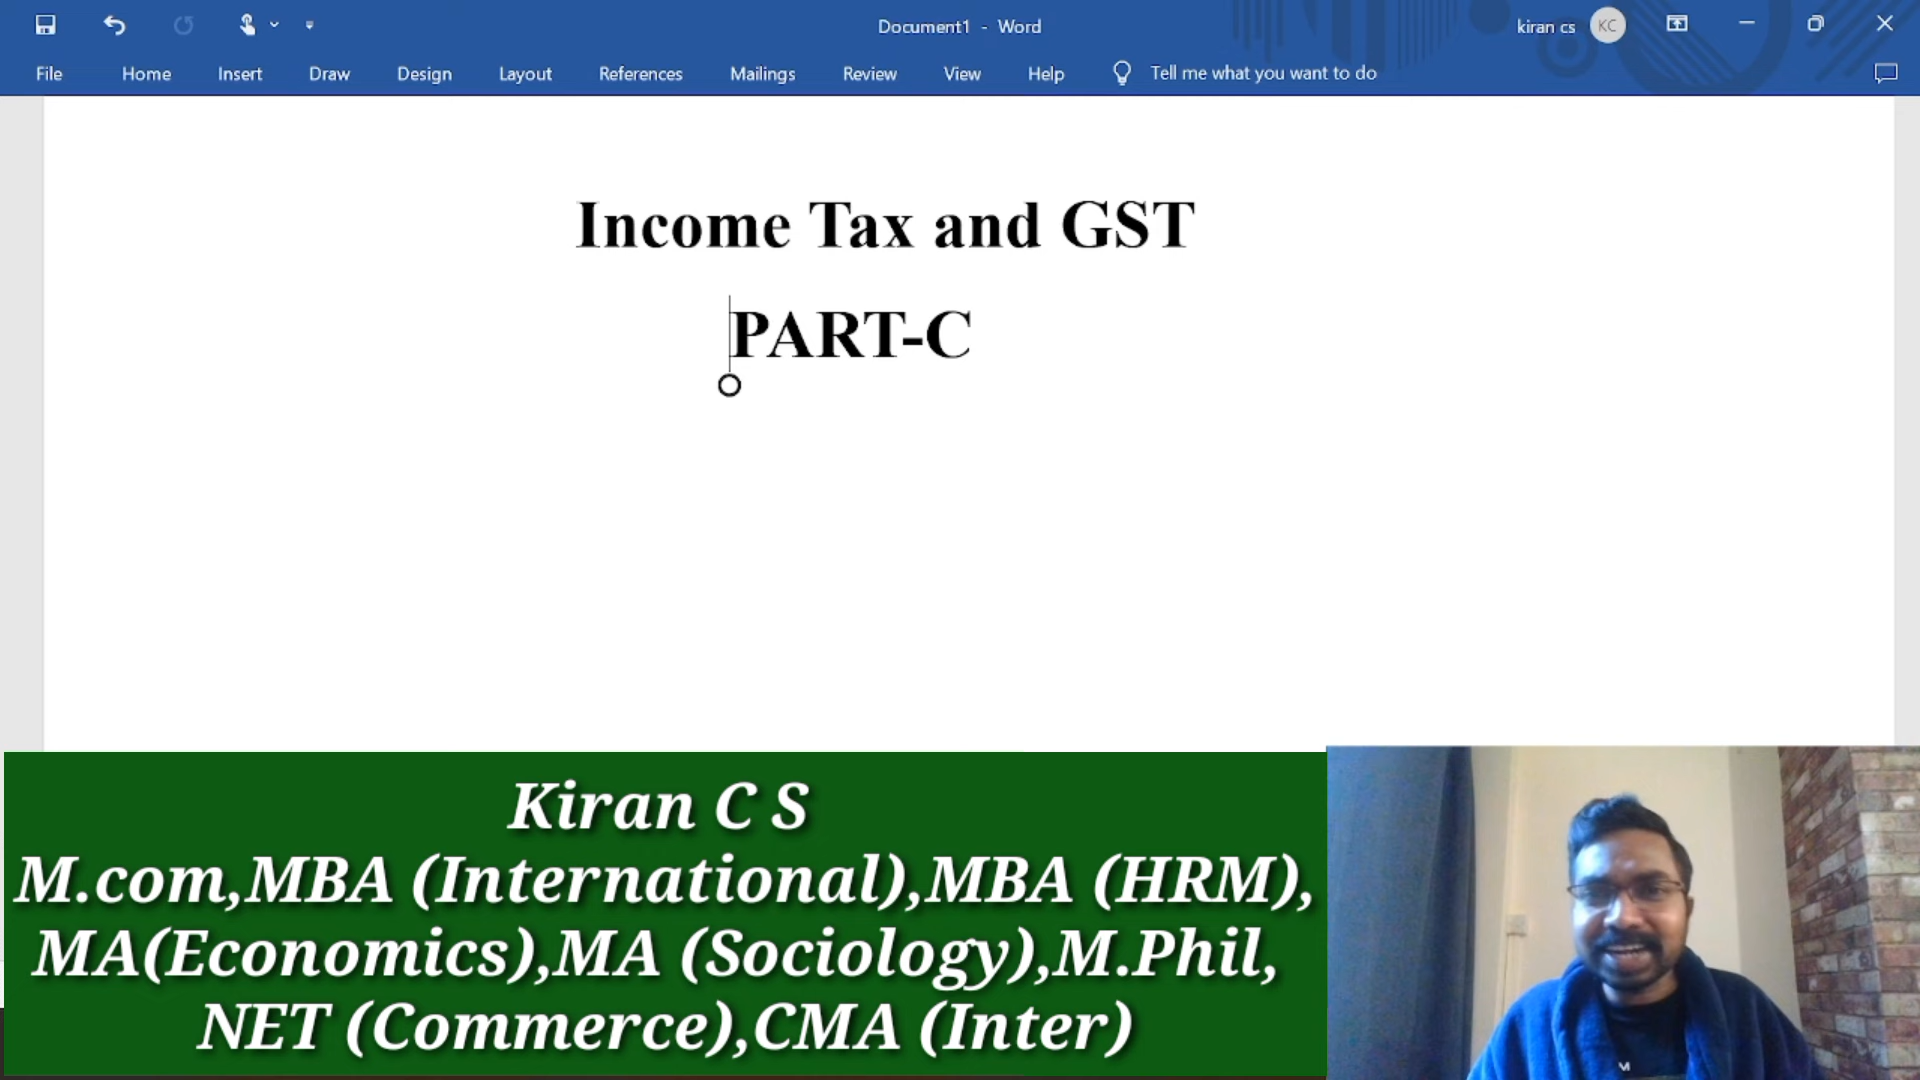 Document1 - Word
kiran cs KC
File Home Insert Draw Design Layout References Mailings Review View Help Tell me what you want to do
Income Tax and GST
PART-C
Kiran C S
M.com,MBA (International),MBA (HRM),
MA(Economics),MA (Sociology),M.Phil,
NET (Commerce),CMA (Inter)
M